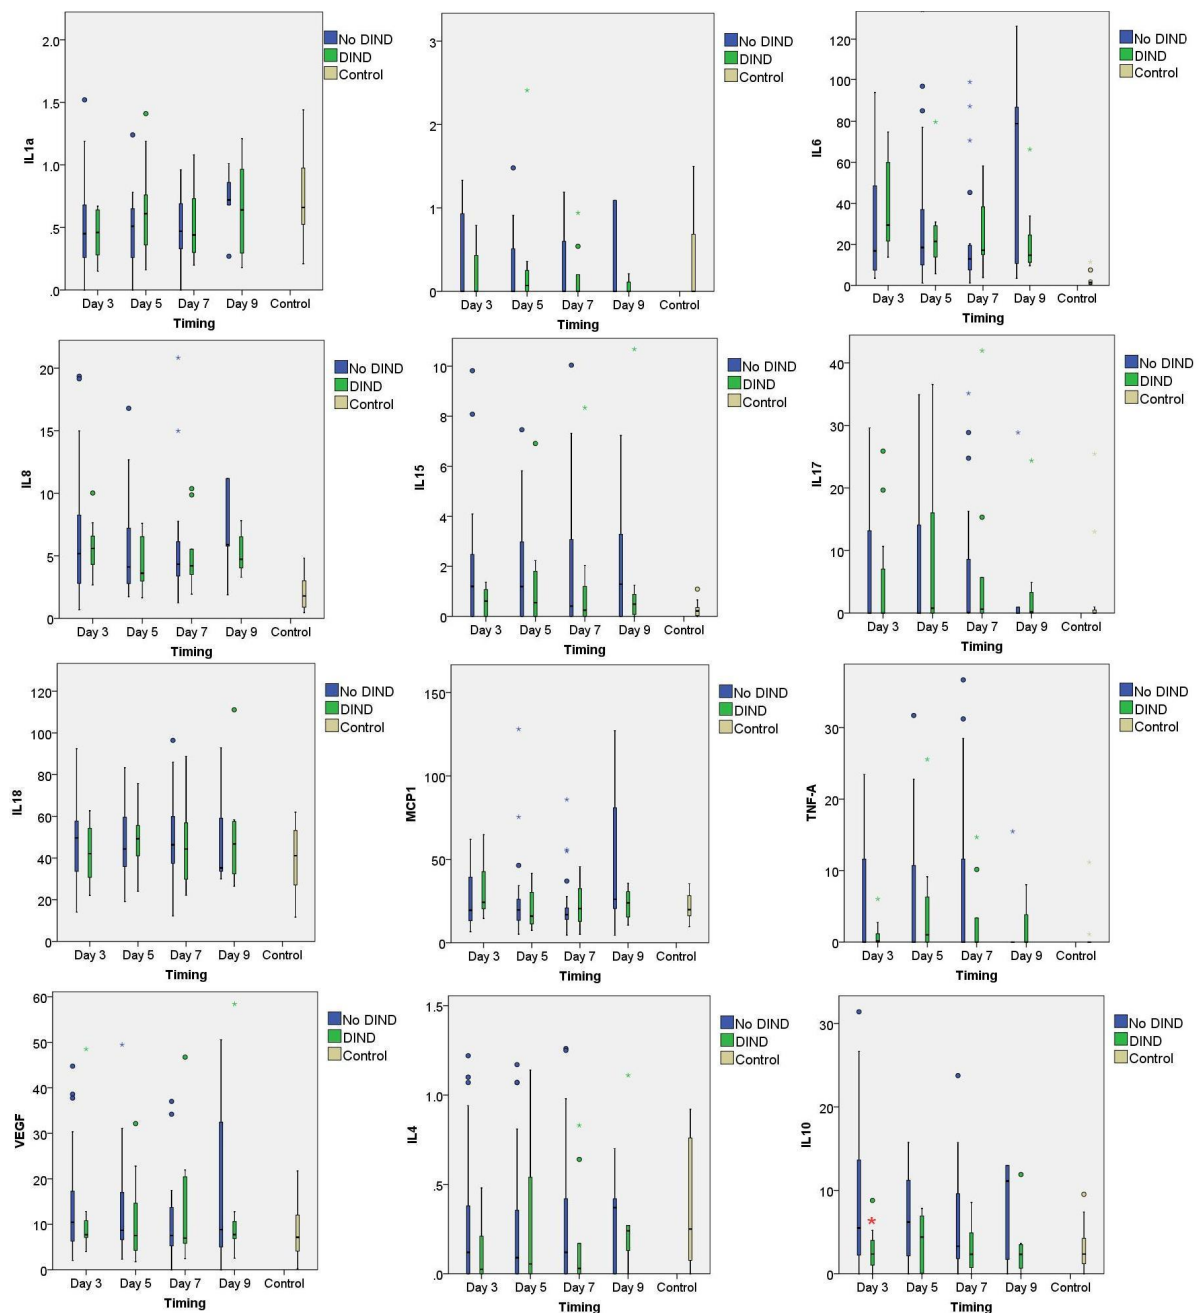 2.0
1.5
1.0
.5
.0
IL1a
Day 3 Day 5 Day 7 Day 9 Control
Timing
No DIND
DIND
Control
3
2
1
0
Day 3 Day 5 Day 7 Day 9 Control
Timing
No DIND
DIND
Control
120
100
80
60
40
20
0
IL6
Day 3 Day 5 Day 7 Day 9 Control
Timing
No DIND
DIND
Control
20
15
10
5
0
IL8
Day 3 Day 5 Day 7 Day 9 Control
Timing
No DIND
DIND
Control
10
8
6
4
2
0
IL15
Day 3 Day 5 Day 7 Day 9 Control
Timing
No DIND
DIND
Control
40
30
20
10
0
IL17
Day 3 Day 5 Day 7 Day 9 Control
Timing
No DIND
DIND
Control
120
100
80
60
40
20
0
IL18
Day 3 Day 5 Day 7 Day 9 Control
Timing
No DIND
DIND
Control
150
100
50
0
MCP1
Day 3 Day 5 Day 7 Day 9 Control
Timing
No DIND
DIND
Control
30
20
10
0
TNF-A
Day 3 Day 5 Day 7 Day 9 Control
Timing
No DIND
DIND
Control
60
50
40
30
20
10
0
VEGF
Day 3 Day 5 Day 7 Day 9 Control
Timing
No DIND
DIND
Control
1.5
1.0
.5
.0
IL4
Day 3 Day 5 Day 7 Day 9 Control
Timing
No DIND
DIND
Control
30
20
10
0
IL10
Day 3 Day 5 Day 7 Day 9 Control
Timing
No DIND
DIND
Control